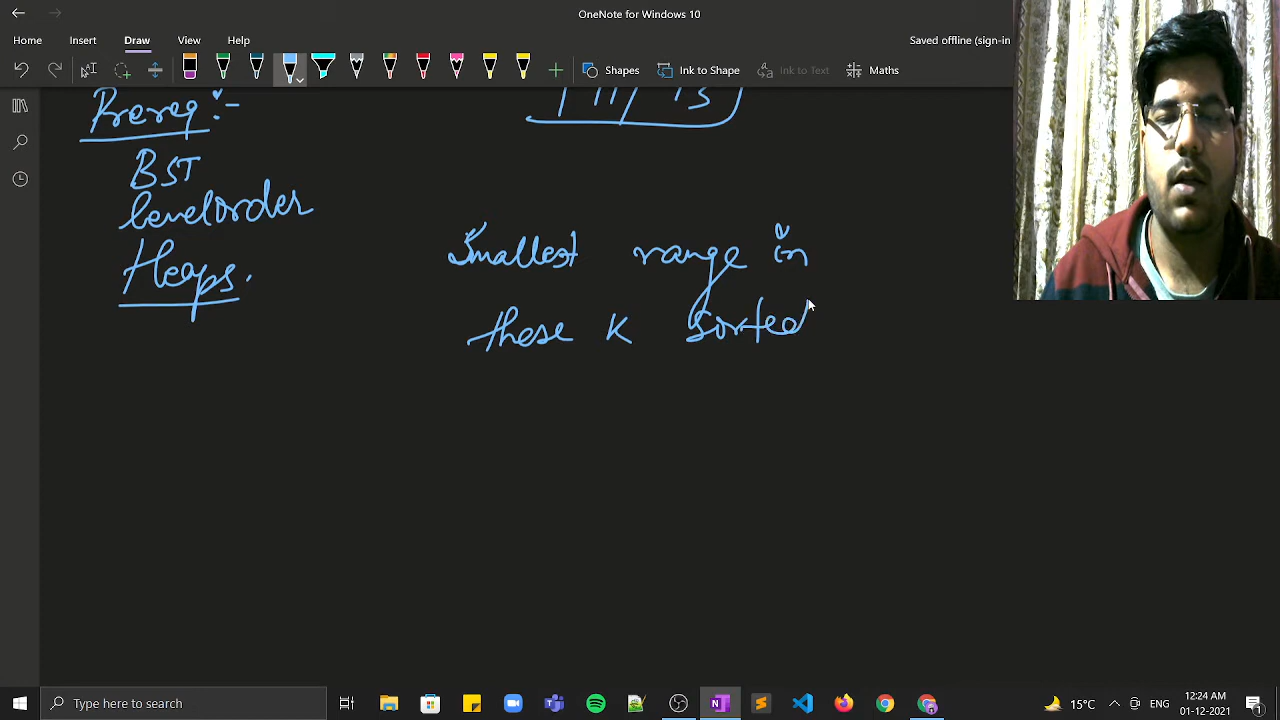 OneNote for Windows 10
Home Insert Draw View Help
Saved offline (sign-in
Shapes Ink to Shape Ink to Text Maths
Prereq :-
BST
levelorder
Heaps.
11/ 15
Smallest range in
these K sorted
Type here to search
15°C ENG 12:24 AM
01-12-2021